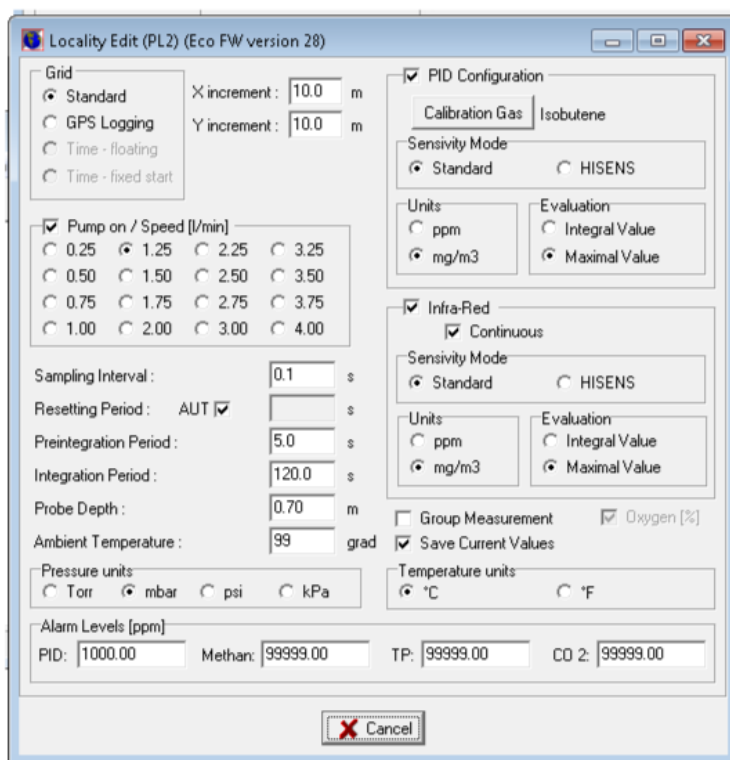 Locality Edit (PL2) (Eco FW version 28)
Grid
Standard
GPS Logging
Time - floating
Time - fixed start
X increment : 10.0 m
Y increment : 10.0 m
Pump on / Speed [l/min]
0.25 1.25 2.25 3.25
0.50 1.50 2.50 3.50
0.75 1.75 2.75 3.75
1.00 2.00 3.00 4.00
Sampling Interval : 0.1 s
Resetting Period : AUT s
Preintegration Period : 5.0 s
Integration Period : 120.0 s
Probe Depth : 0.70 m
Ambient Temperature : 99 grad
Pressure units
Torr mbar psi kPa
PID Configuration
Calibration Gas Isobutene
Sensivity Mode
Standard HISENS
Units
ppm
mg/m3
Evaluation
Integral Value
Maximal Value
Infra-Red
Continuous
Sensivity Mode
Standard HISENS
Units
ppm
mg/m3
Evaluation
Integral Value
Maximal Value
Group Measurement Oxygen [%]
Save Current Values
Temperature units
°C °F
Alarm Levels [ppm]
PID: 1000.00 Methan: 99999.00 TP: 99999.00 CO 2: 99999.00
Cancel